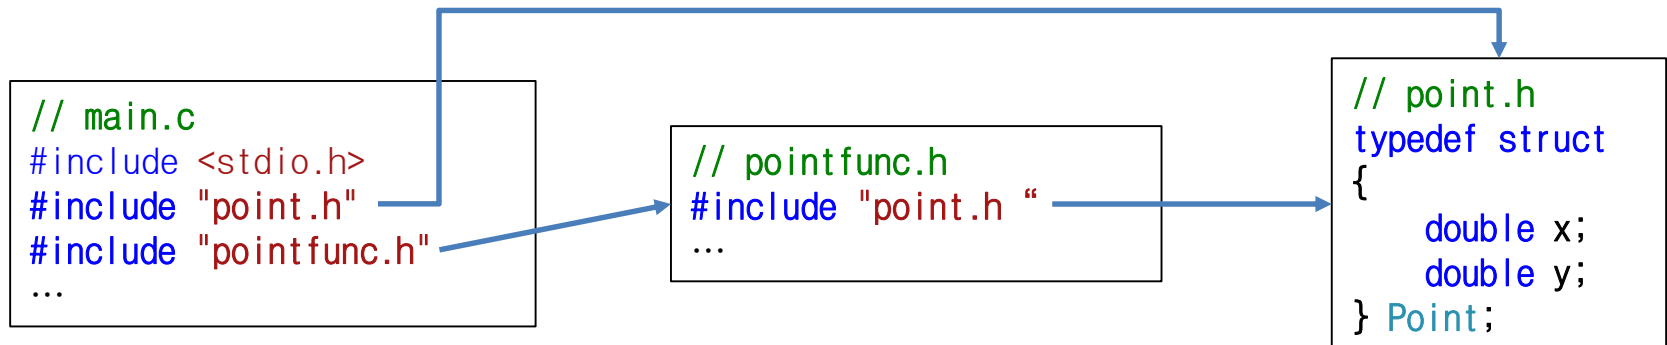 // main.c
#include <stdio.h>
#include "point.h"
#include "pointfunc.h"
…
// pointfunc.h
#include "point.h “
…
// point.h
typedef struct
{
    double x;
    double y;
} Point;